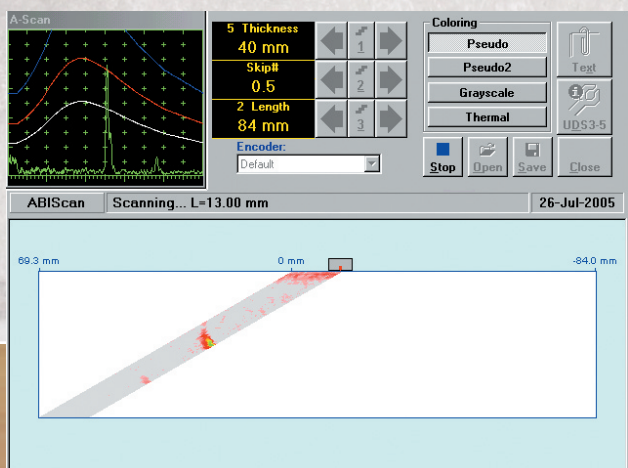 A-Scan
5 Thickness
40 mm
1
Skip#
0.5
2
2 Length
84 mm
3
Encoder:
Default
Coloring
Pseudo
Pseudo2
Grayscale
Thermal
Text
UDS3-5
Stop
Open
Save
Close
ABIScan
Scanning... L=13.00 mm
26-Jul-2005
69.3 mm
0 mm
-84.0 mm